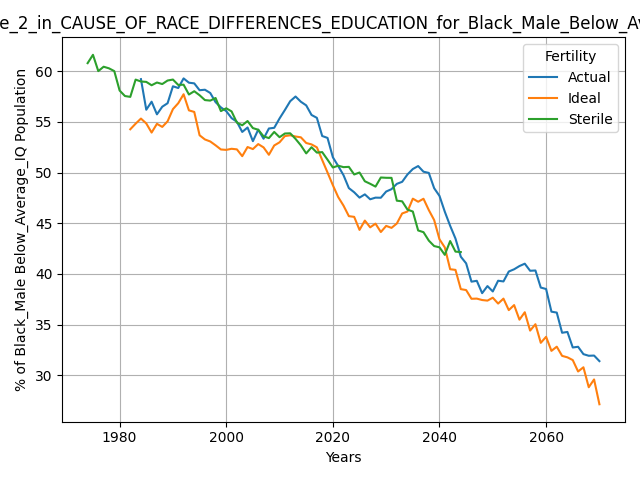 e_2_in_CAUSE_OF_RACE_DIFFERENCES_EDUCATION_for_Black_Male_Below_Av
Fertility
Actual
Ideal
Sterile
% of Black_Male Below_Average_IQ Population
60
55
50
45
40
35
30
1980
2000
2020
2040
2060
Years